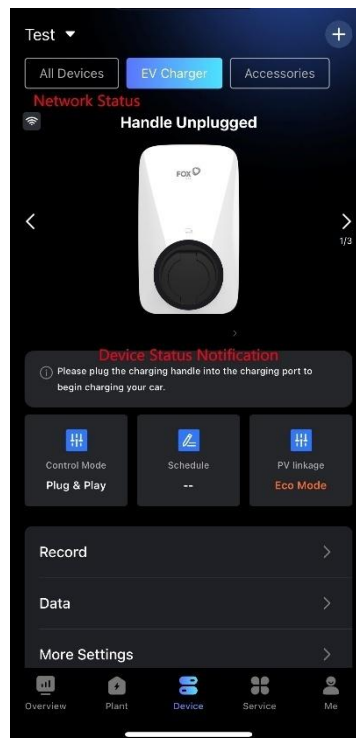 Test
All Devices EV Charger Accessories
Network Status
Handle Unplugged
FOX
1/3
Device Status Notification
Please plug the charging handle into the charging port to
begin charging your car.
Control Mode Schedule PV linkage
Plug & Play -- Eco Mode
Record
Data
More Settings
Overview Plant Device Service Me